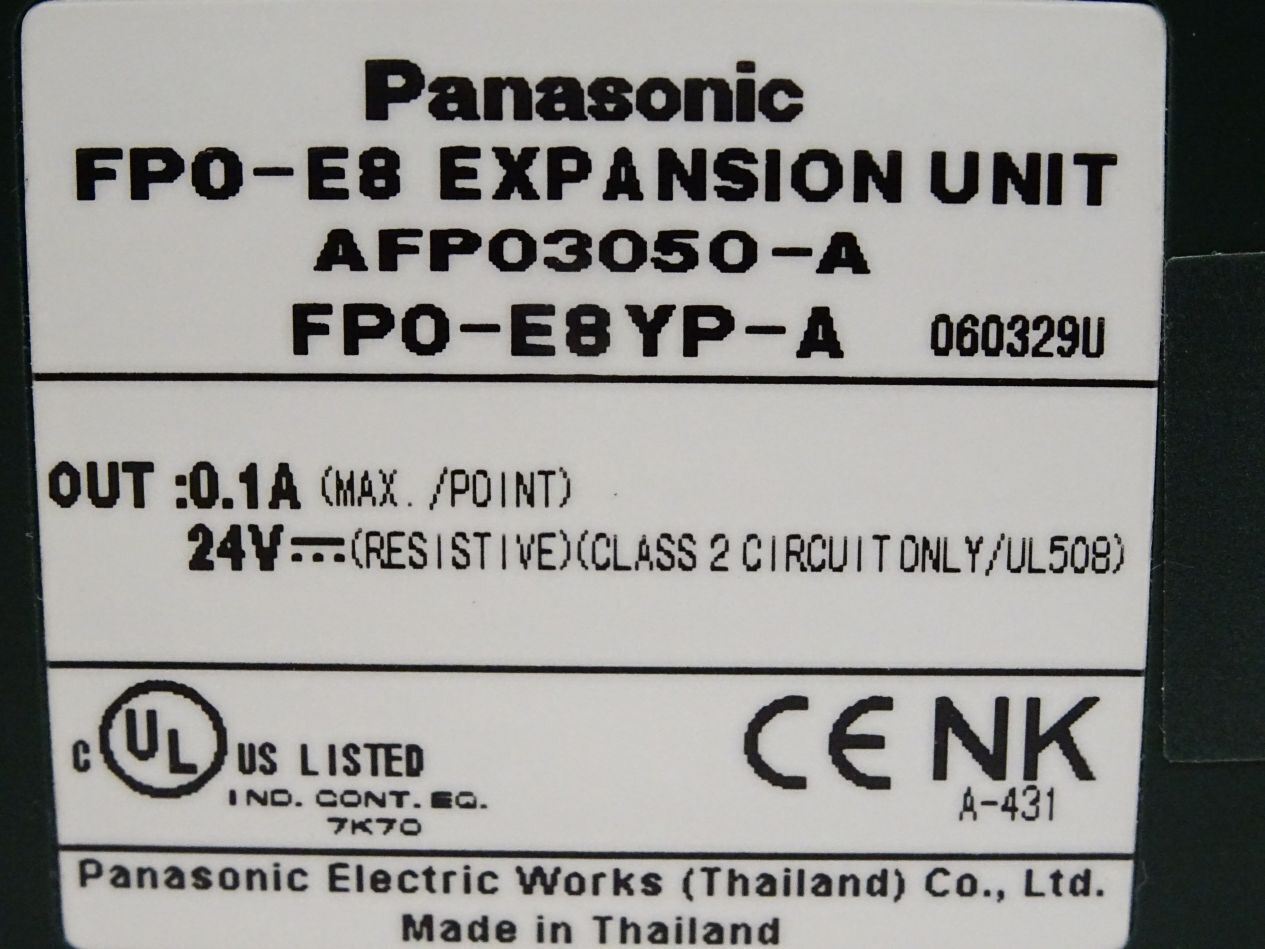 Panasonic
FP0-E8 EXPANSION UNIT
AFP03050-A
FP0-E8YP-A 060329U
OUT :0.1A (MAX. /POINT)
24V⎓(RESISTIVE)(CLASS 2 CIRCUIT ONLY/UL508)
C UL US LISTED CE NK
IND. CONT. EQ. A-431
7K70
Panasonic Electric Works (Thailand) Co., Ltd.
Made in Thailand